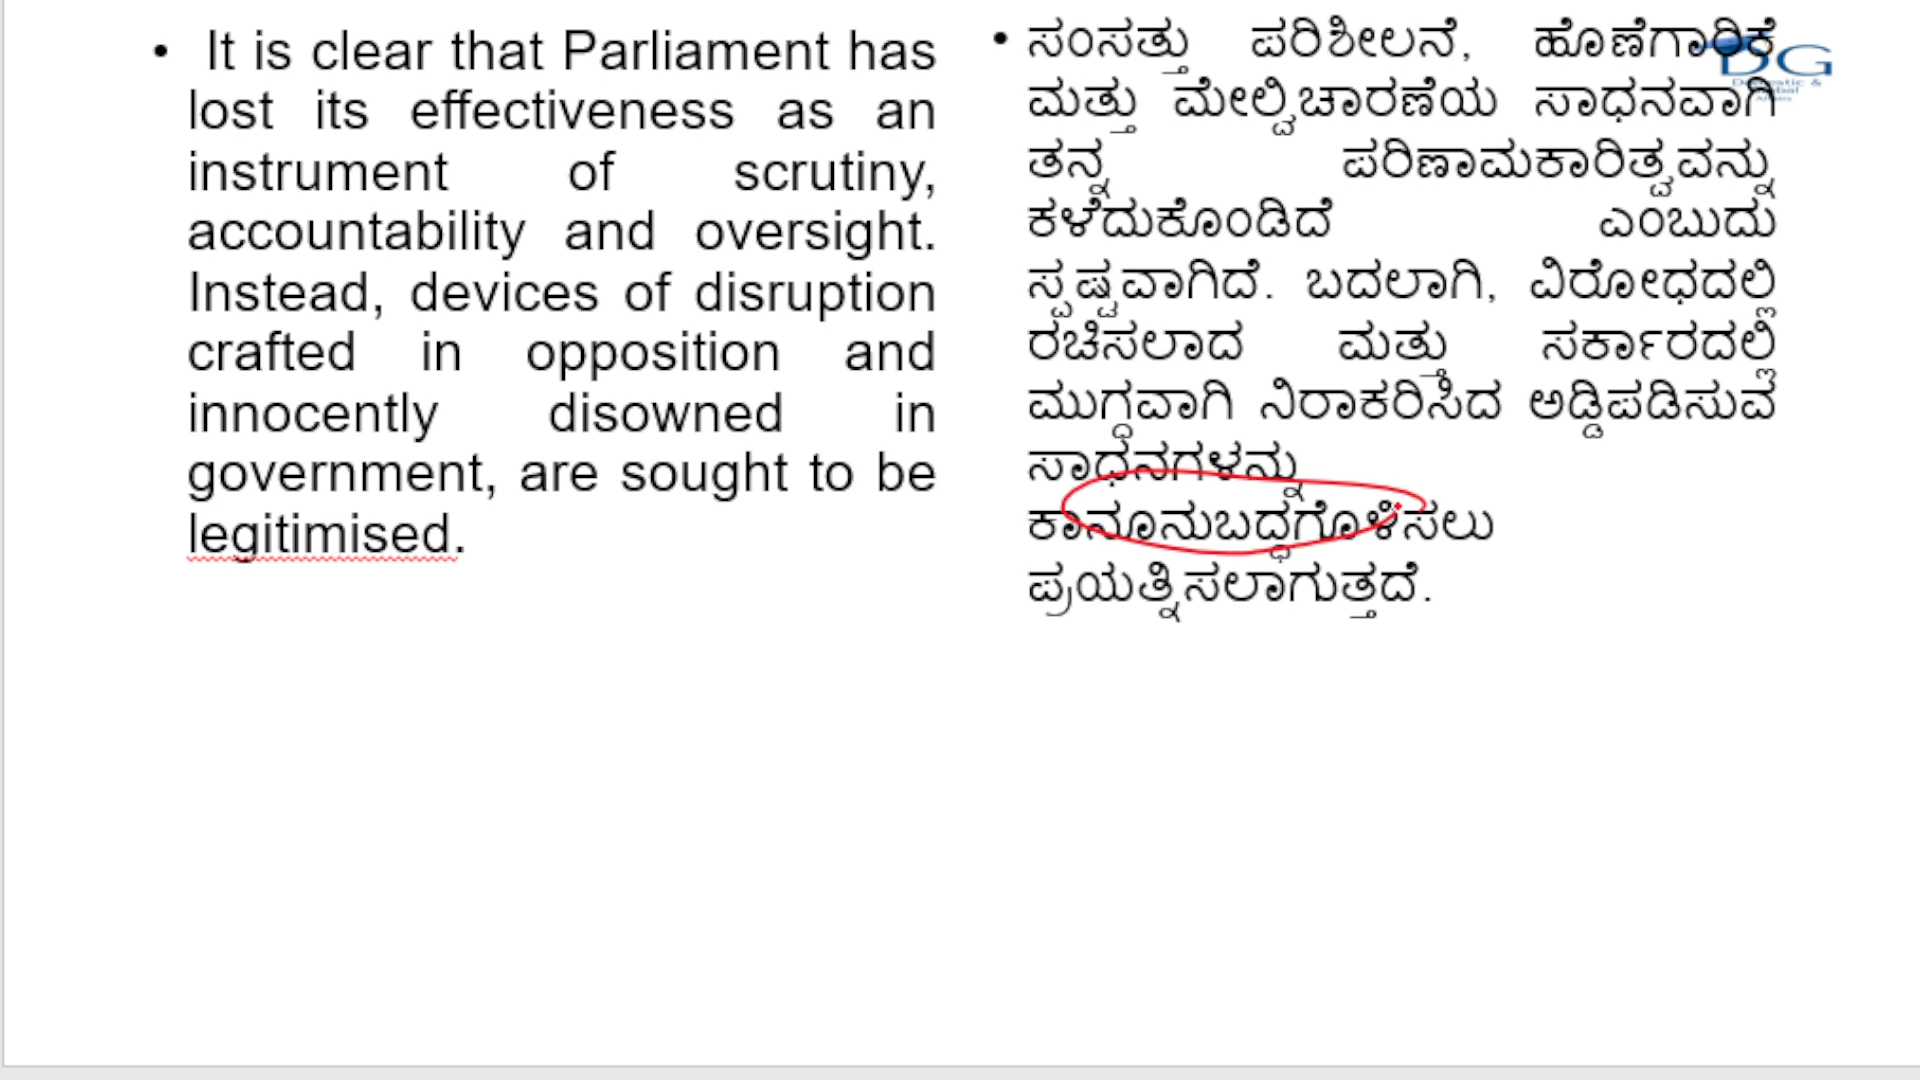 • It is clear that Parliament has
lost its effectiveness as an
instrument of scrutiny,
accountability and oversight.
Instead, devices of disruption
crafted in opposition and
innocently disowned in
government, are sought to be
legitimised.
• ಸಂಸತ್ತು ಪರಿಶೀಲನೆ, ಹೊಣೆಗಾರಿಕೆ
ಮತ್ತು ಮೇಲ್ವಿಚಾರಣೆಯ ಸಾಧನವಾಗಿ
ತನ್ನ ಪರಿಣಾಮಕಾರಿತ್ವವನ್ನು
ಕಳೆದುಕೊಂಡಿದೆ ಎಂಬುದು
ಸ್ಪಷ್ಟವಾಗಿದೆ. ಬದಲಾಗಿ, ವಿರೋಧದಲ್ಲಿ
ರಚಿಸಲಾದ ಮತ್ತು ಸರ್ಕಾರದಲ್ಲಿ
ಮುಗ್ಧವಾಗಿ ನಿರಾಕರಿಸಿದ ಅಡ್ಡಿಪಡಿಸುವ
ಸಾಧನಗಳನ್ನು
ಕಾನೂನುಬದ್ಧಗೊಳಿಸಲು
ಪ್ರಯತ್ನಿಸಲಾಗುತ್ತದೆ.
DG